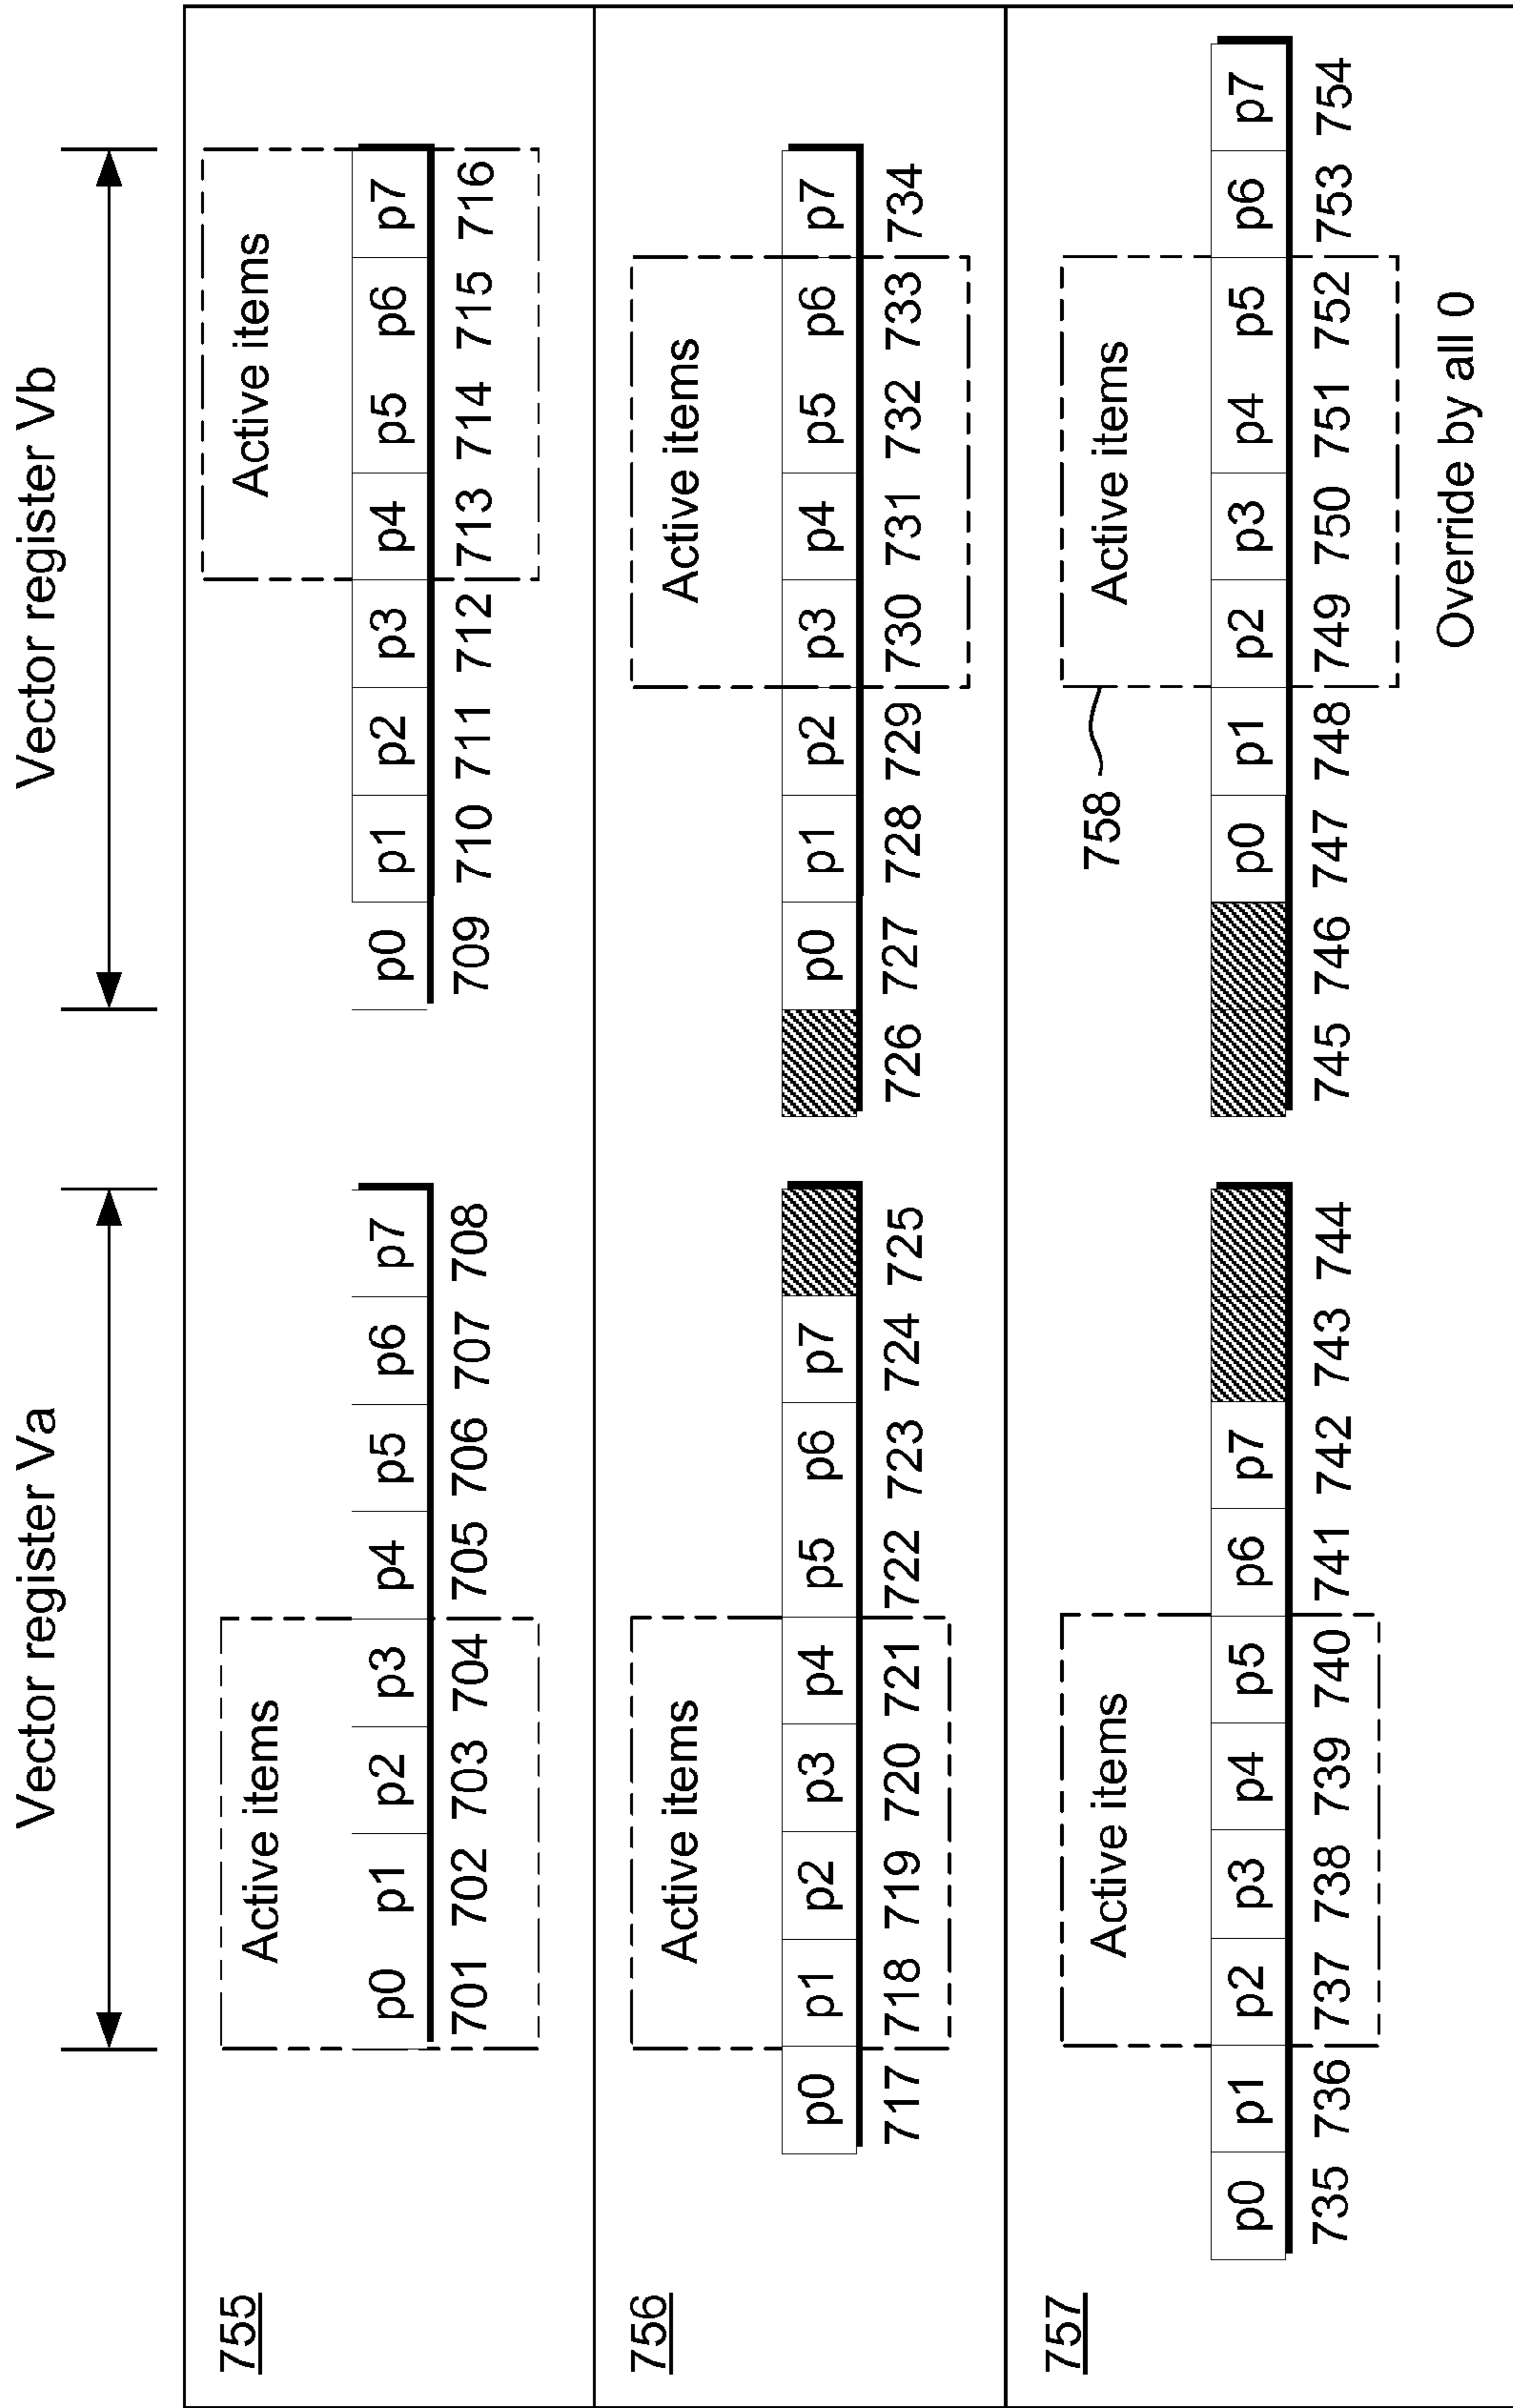 Vector register Va Vector register Vb
755
Active items Active items
p0 p1 p2 p3 p4 p5 p6 p7 p0 p1 p2 p3 p4 p5 p6 p7
701 702 703 704 705 706 707 708 709 710 711 712 713 714 715 716
756
Active items Active items
p0 p1 p2 p3 p4 p5 p6 p7 p0 p1 p2 p3 p4 p5 p6 p7
717 718 719 720 721 722 723 724 725 726 727 728 729 730 731 732 733 734
757
Active items 758 Active items
p0 p1 p2 p3 p4 p5 p6 p7 p0 p1 p2 p3 p4 p5 p6 p7
735 736 737 738 739 740 741 742 743 744 745 746 747 748 749 750 751 752 753 754
Override by all 0